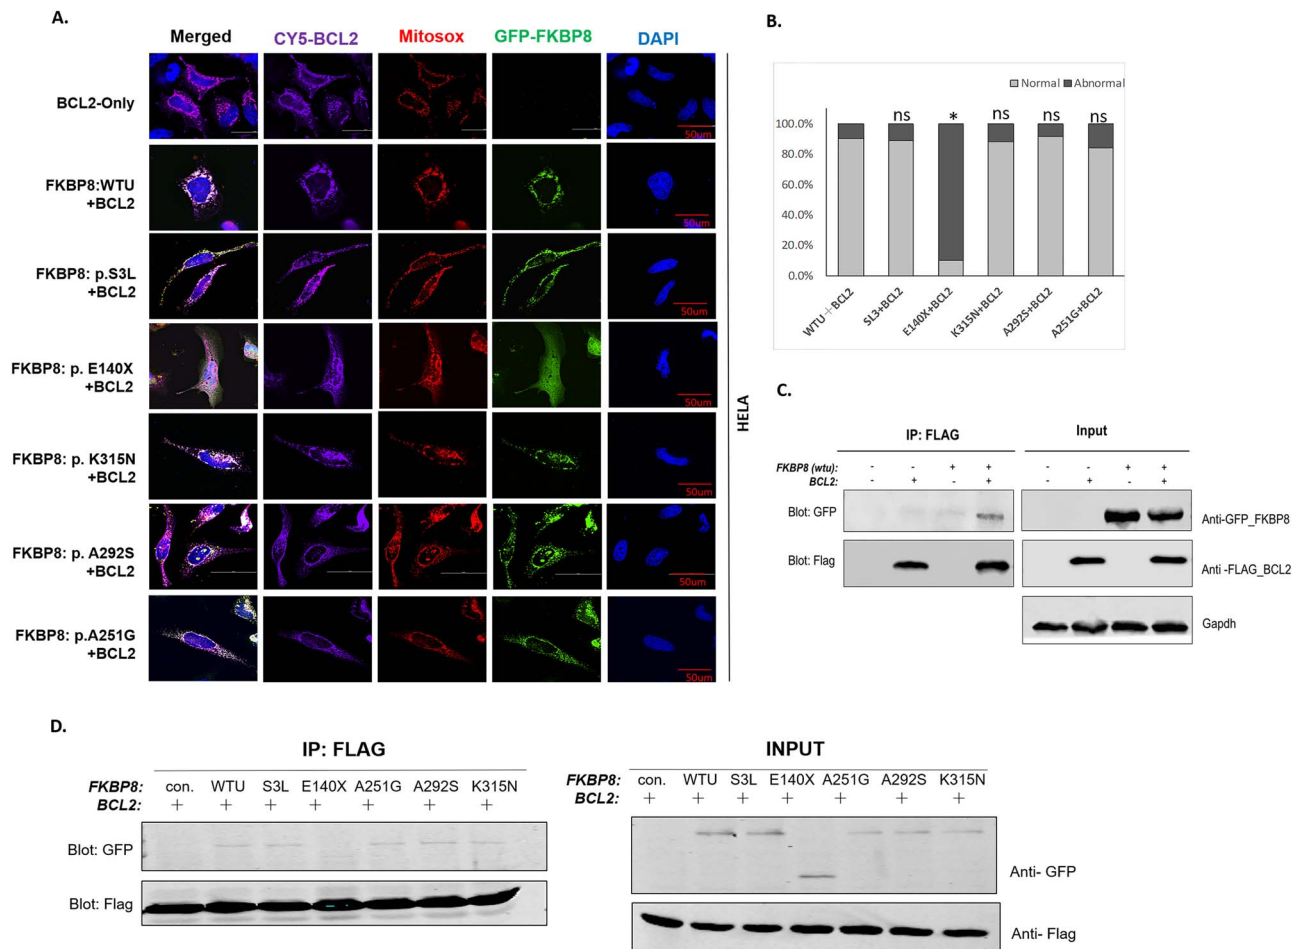 A.
Merged CY5-BCL2 Mitosox GFP-FKBP8 DAPI
BCL2-Only
50um
FKBP8:WTU
+BCL2
50um
FKBP8: p.S3L
+BCL2
50um
FKBP8: p. E140X
+BCL2
50um
FKBP8: p. K315N
+BCL2
50um
FKBP8: p. A292S
+BCL2
50um
FKBP8: p.A251G
+BCL2
50um
HELA
B.
Normal Abnormal
ns * ns ns ns
100.0%
80.0%
60.0%
40.0%
20.0%
0.0%
WTU+BCL2 SL3+BCL2 E140X+BCL2 K315N+BCL2 A292S+BCL2 A251G+BCL2
C.
IP: FLAG Input
FKBP8 (wtu): - - + + - - + +
BCL2: - + - + - + - +
Blot: GFP Anti-GFP_FKBP8
Blot: Flag Anti -FLAG_BCL2
Gapdh
D.
IP: FLAG
FKBP8: con. WTU S3L E140X A251G A292S K315N
BCL2: + + + + + + +
Blot: GFP
Blot: Flag
INPUT
FKBP8: con. WTU S3L E140X A251G A292S K315N
BCL2: + + + + + + +
Anti- GFP
Anti- Flag